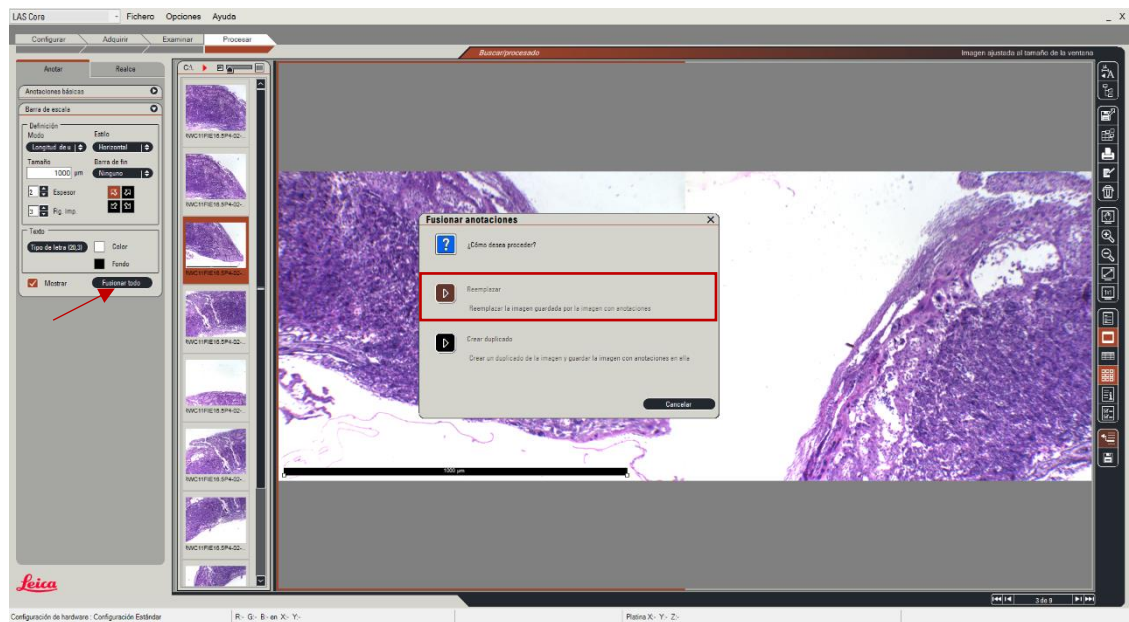 LAS Core Fichero Opciones Ayuda _ X
Configurar Adquirir Examinar Procesar
Buscar/procesado Imagen ajustada al tamaño de la ventana
Anotar Realce
C:\
Anotaciones básicas
Barra de escala
Definición
Modo Estilo
Longitud de u Horizontal
Tamaño Barra de fin
1000 µm Ninguno
2 Espesor
3 Fig. Imp.
Texto
Tipo de letra (20,3) Color
Fondo
Mostrar Fusionar todo
Fusionar anotaciones X
? ¿Cómo desea proceder?
Reemplazar
Reemplazar la imagen guardada por la imagen con anotaciones
Crear duplicado
Crear un duplicado de la imagen y guardar la imagen con anotaciones en ella
Cancelar
1000 µm
Leica
3 de 9
Configuración de hardware : Configuración Estándar R:- G:- B:- en X:- Y:- Platina X:- Y:- Z:-